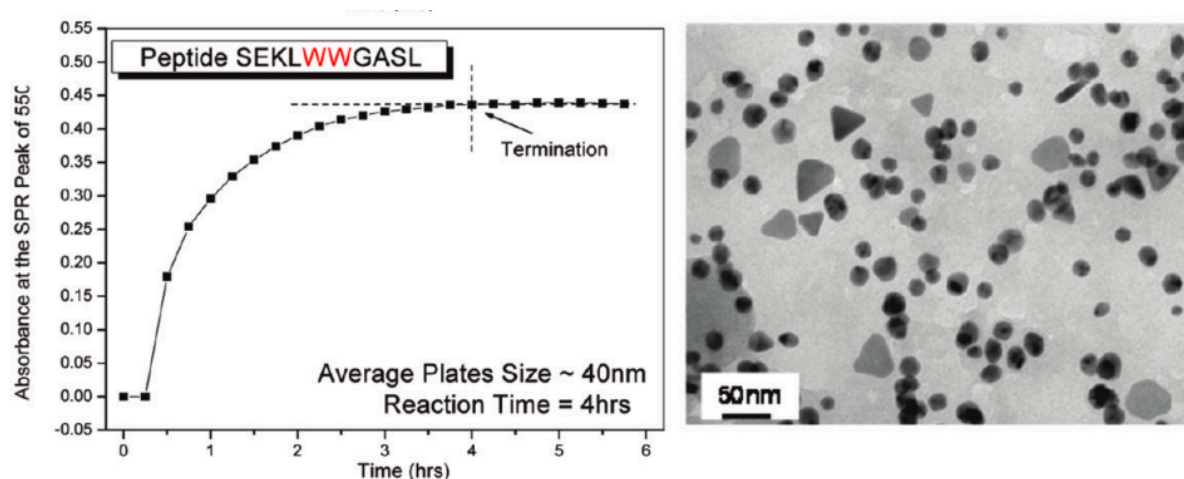 0.55
0.50
0.45
0.40
0.35
0.30
0.25
0.20
0.15
0.10
0.05
0.00
-0.05
Absorbance at the SPR Peak of 550
Peptide SEKLWWGASL
Termination
Average Plates Size ~ 40nm
Reaction Time = 4hrs
0 1 2 3 4 5 6
Time (hrs)
50nm